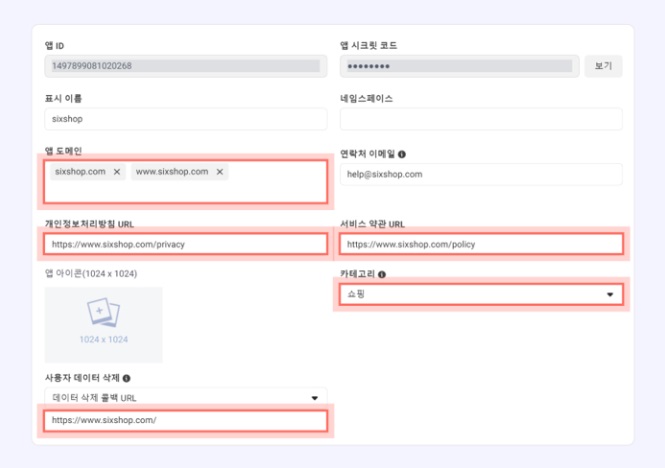 앱 ID
1497899081020268
앱 시크릿 코드
●●●●●●●●
보기
표시 이름
sixshop
네임스페이스
앱 도메인
sixshop.com ✕ www.sixshop.com ✕
연락처 이메일
help@sixshop.com
개인정보처리방침 URL
https://www.sixshop.com/privacy
서비스 약관 URL
https://www.sixshop.com/policy
앱 아이콘(1024 x 1024)
1024 x 1024
카테고리
쇼핑
사용자 데이터 삭제
데이터 삭제 콜백 URL
https://www.sixshop.com/